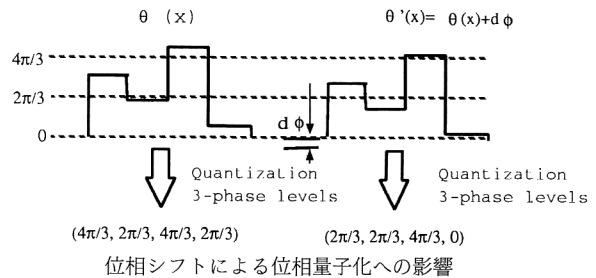 θ (x)
θ'(x)= θ(x)+dφ
4π/3
2π/3
0
dφ
Quantization
3-phase levels
Quantization
3-phase levels
(4π/3, 2π/3, 4π/3, 2π/3)
(2π/3, 2π/3, 4π/3, 0)
位相シフトによる位相量子化への影響